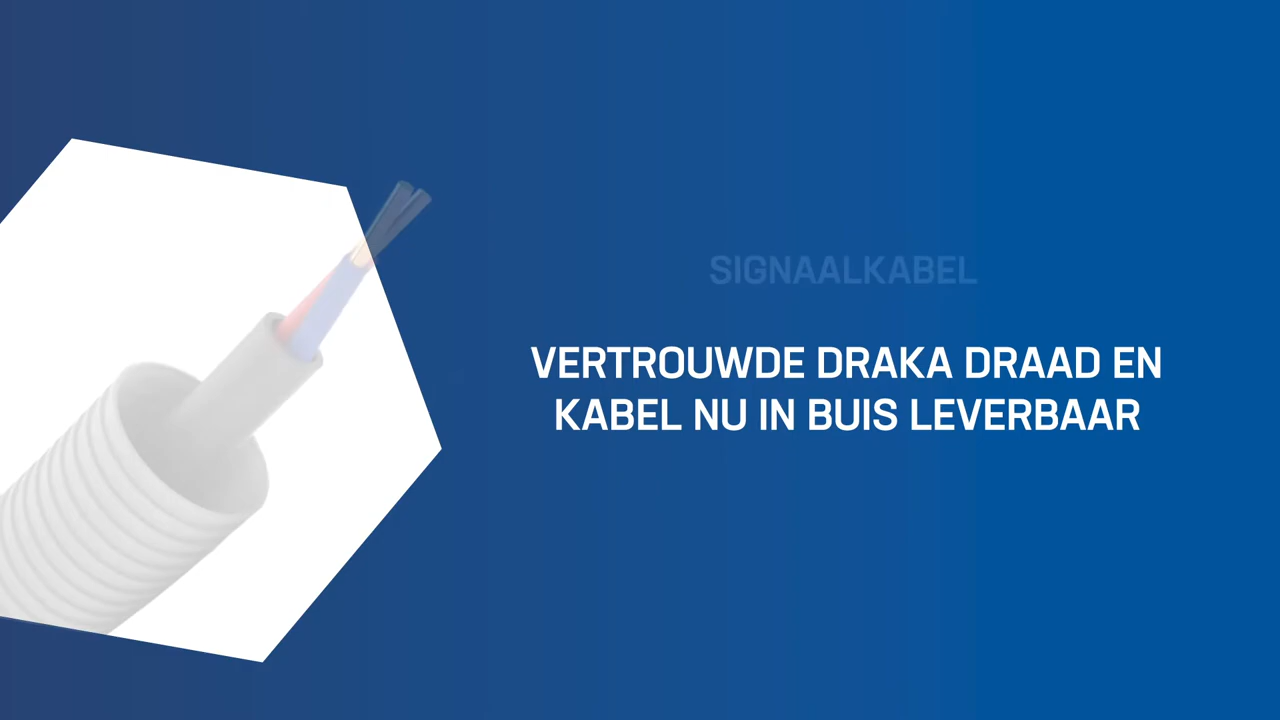 SIGNAALKABEL
VERTROUWDE DRAKA DRAAD EN
KABEL NU IN BUIS LEVERBAAR